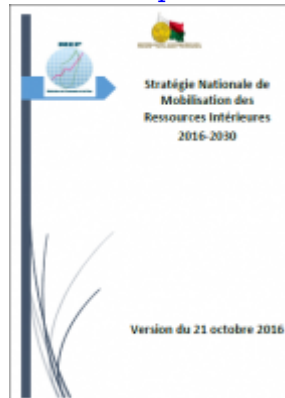 Stratégie Nationale de
Mobilisation des
Ressources Intérieures
2016-2030
Version du 21 octobre 2016